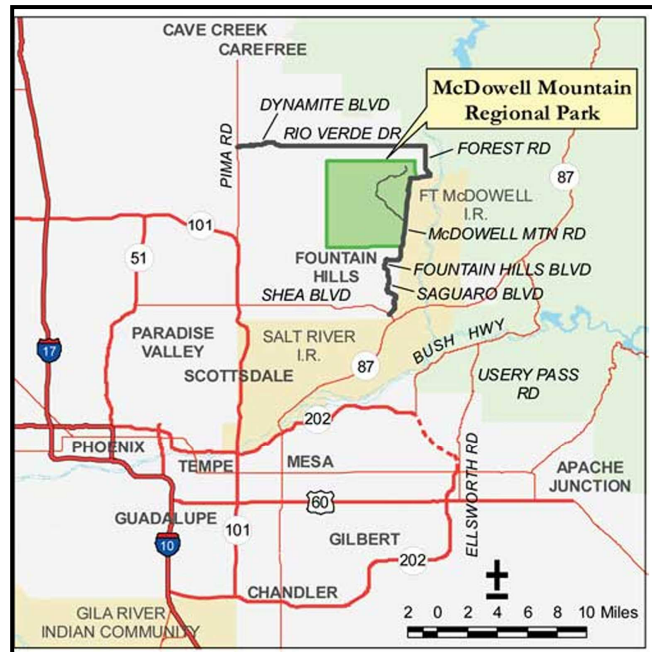 CAVE CREEK
CAREFREE
McDowell Mountain
Regional Park
DYNAMITE BLVD
RIO VERDE DR
FOREST RD
PIMA RD
87
FT McDOWELL
I.R.
101
51
McDOWELL MTN RD
FOUNTAIN
HILLS
FOUNTAIN HILLS BLVD
SHEA BLVD
SAGUARO BLVD
PARADISE
VALLEY
SALT RIVER
I.R.
BUSH HWY
17
SCOTTSDALE
87
USERY PASS
RD
202
PHOENIX
TEMPE
MESA
ELLSWORTH RD
APACHE
JUNCTION
60
GUADALUPE
101
GILBERT
10
202
CHANDLER
GILA RIVER
INDIAN COMMUNITY
2 0 2 4 6 8 10 Miles